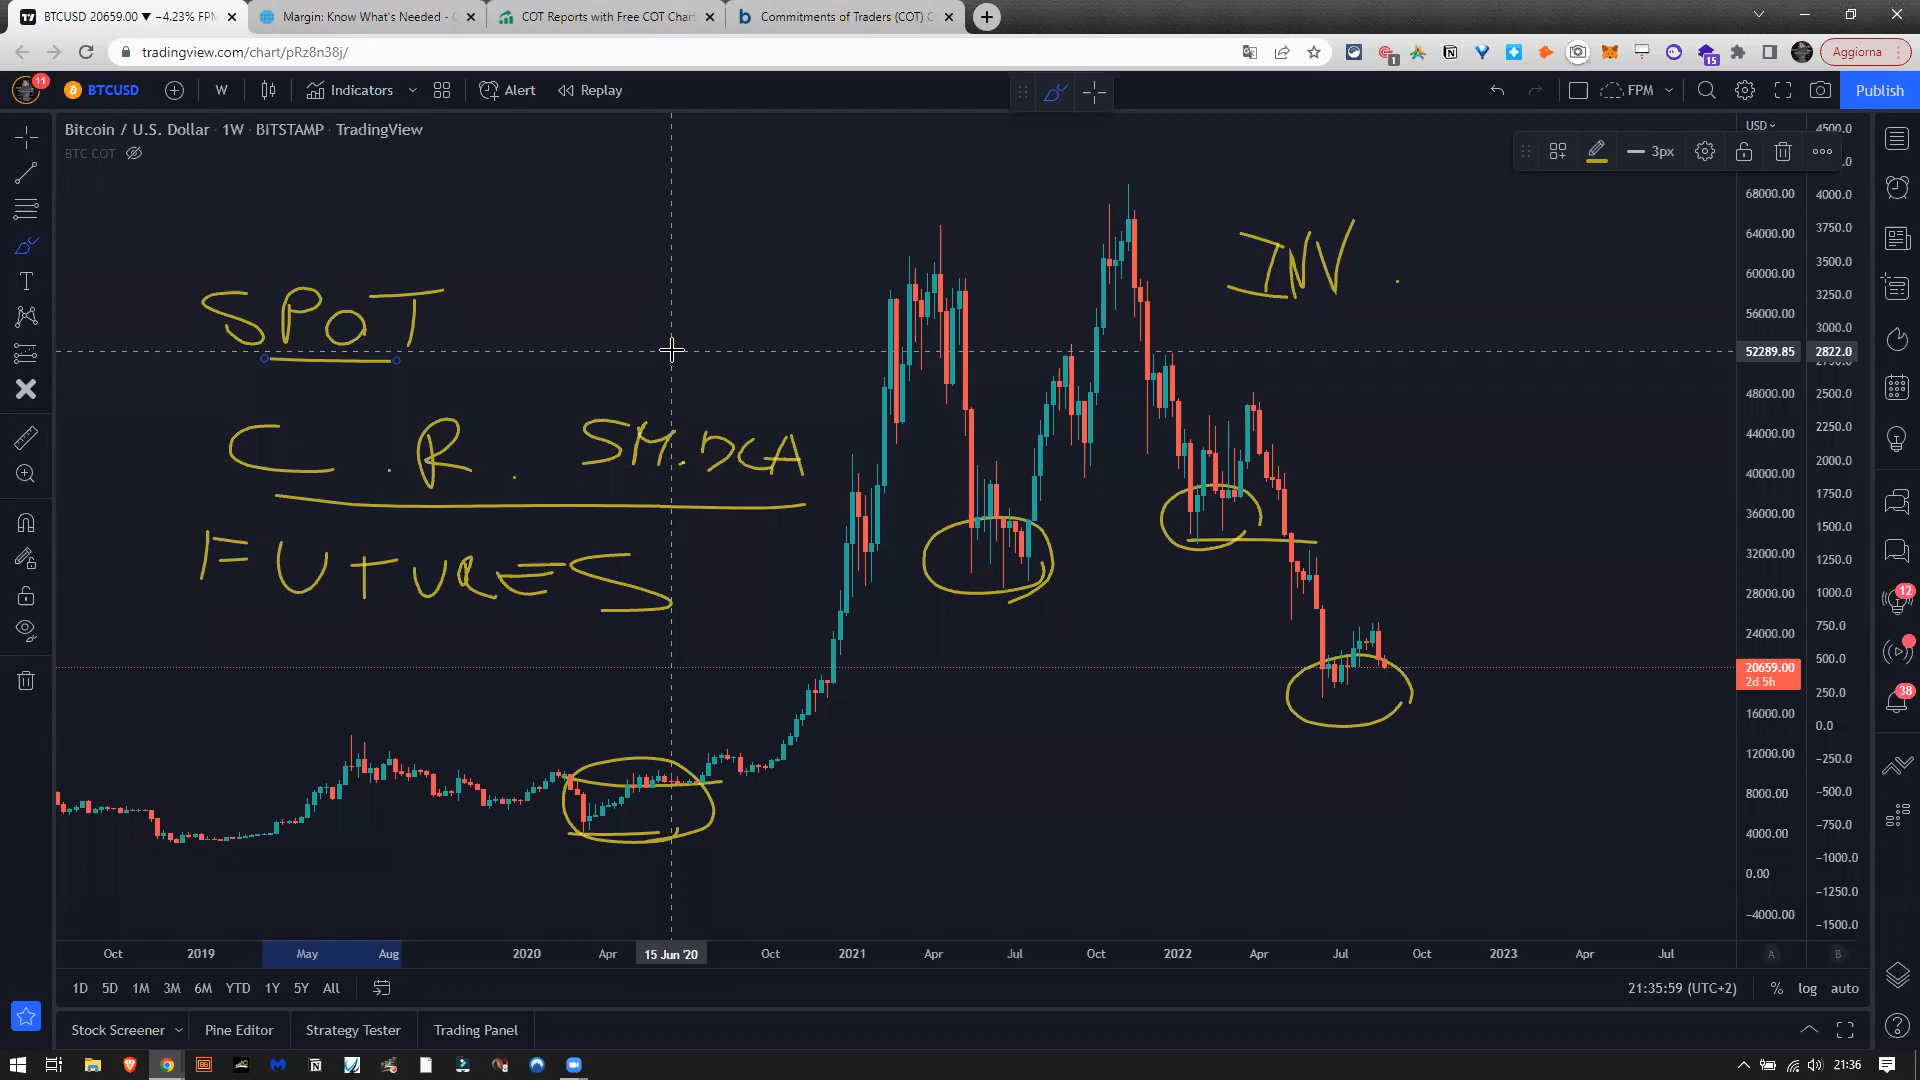 BTCUSD 20659.00 ▼ −4.23% FPM
Margin: Know What's Needed - C
COT Reports with Free COT Chart
Commitments of Traders (COT) C
tradingview.com/chart/pRz8n38j/
1
15
Aggiorna
11
BTCUSD
W
Indicators
Alert
Replay
FPM
Publish
Bitcoin / U.S. Dollar · 1W · BITSTAMP · TradingView
BTC COT
3px
USD
SPOT
INV .
C . R . SM. DCA
FUTURES
68000.00
64000.00
60000.00
56000.00
52289.85
48000.00
44000.00
40000.00
36000.00
32000.00
28000.00
24000.00
20659.00
2d 5h
16000.00
12000.00
8000.00
4000.00
0.00
−4000.00
4500.0
4000.0
3750.0
3500.0
3250.0
3000.0
2822.0
2500.0
2250.0
2000.0
1750.0
1500.0
1250.0
1000.0
750.0
500.0
250.0
0.0
−250.0
−500.0
−750.0
−1000.0
−1250.0
−1500.0
12
38
Oct 2019 May Aug 2020 Apr 15 Jun '20 Oct 2021 Apr Jul Oct 2022 Apr Jul Oct 2023 Apr Jul
A B
1D 5D 1M 3M 6M YTD 1Y 5Y All
21:35:59 (UTC+2) % log auto
Stock Screener Pine Editor Strategy Tester Trading Panel
21:36